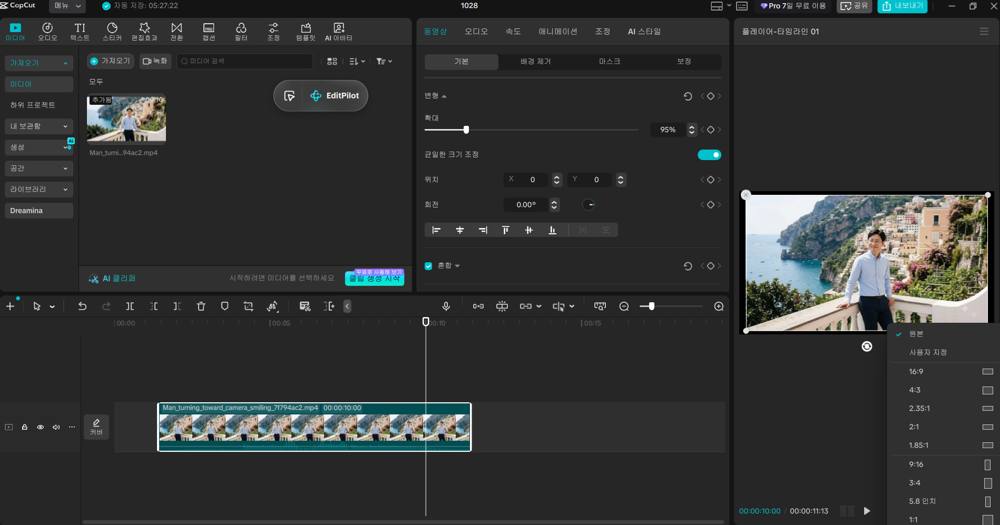 CapCut
메뉴
자동 저장: 05:27:22
1028
Pro 7일 무료 이용
공유
내보내기
미디어
오디오
텍스트
스티커
편집효과
전환
캡션
필터
조정
템플릿
AI 아바타
가져오기
미디어
하위 프로젝트
내 보관함
생성
AI
공간
라이브러리
Dreamina
가져오기
녹화
미디어 검색
모두
추가됨
Man_turni...94ac2.mp4
EditPilot
AI 클리퍼
시작하려면 미디어를 선택하세요
무료로 사용해 보기
클립 생성 시작
동영상
오디오
속도
애니메이션
조정
AI 스타일
기본
배경 제거
마스크
보정
변형
확대
95%
균일한 크기 조정
위치
X 0
Y 0
회전
0.00°
혼합
플레이어-타임라인 01
원본
사용자 지정
16:9
4:3
2.35:1
2:1
1.85:1
9:16
3:4
5.8 인치
1:1
00:00:10:00 / 00:00:11:13
00:00
00:05
00:10
00:15
커버
Man_turning_toward_camera_smiling_7f794ac2.mp4 00:00:10:00